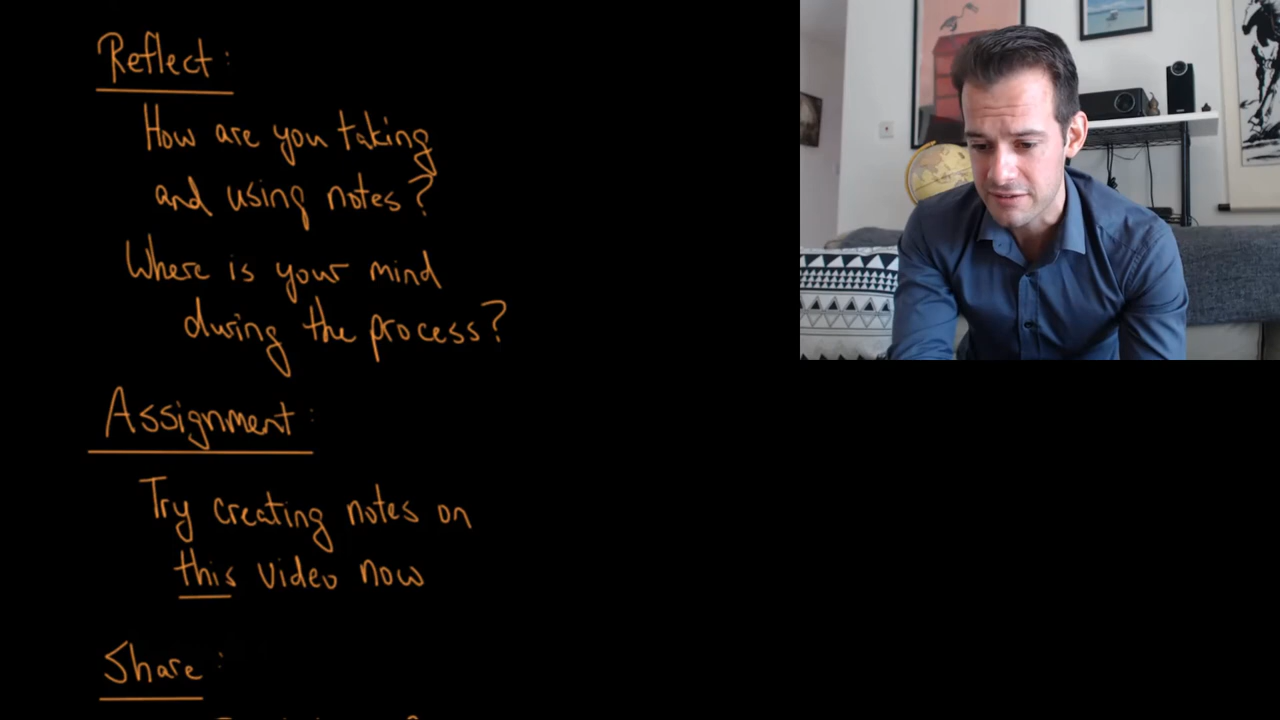 Reflect:
How are you taking
and using notes?
Where is your mind
during the process?
Assignment:
Try creating notes on
this video now
Share: